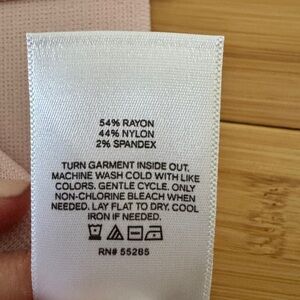 54% RAYON
44% NYLON
2% SPANDEX
TURN GARMENT INSIDE OUT.
MACHINE WASH COLD WITH LIKE
COLORS. GENTLE CYCLE. ONLY
NON-CHLORINE BLEACH WHEN
NEEDED. LAY FLAT TO DRY. COOL
IRON IF NEEDED.
RN# 55285